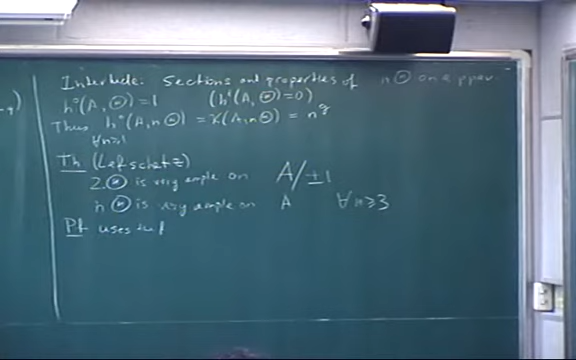 Interlude: Sections and properties of nΘ on a ppav.
h⁰(A, Θ) = 1 (hⁱ(A, Θ) = 0)
Thus h⁰(A, nΘ) = χ(A, nΘ) = n^g
∀n≥1
Th (Lefschetz)
2Θ is very ample on A/±1
nΘ is very ample on A ∀n≥3
Pf uses